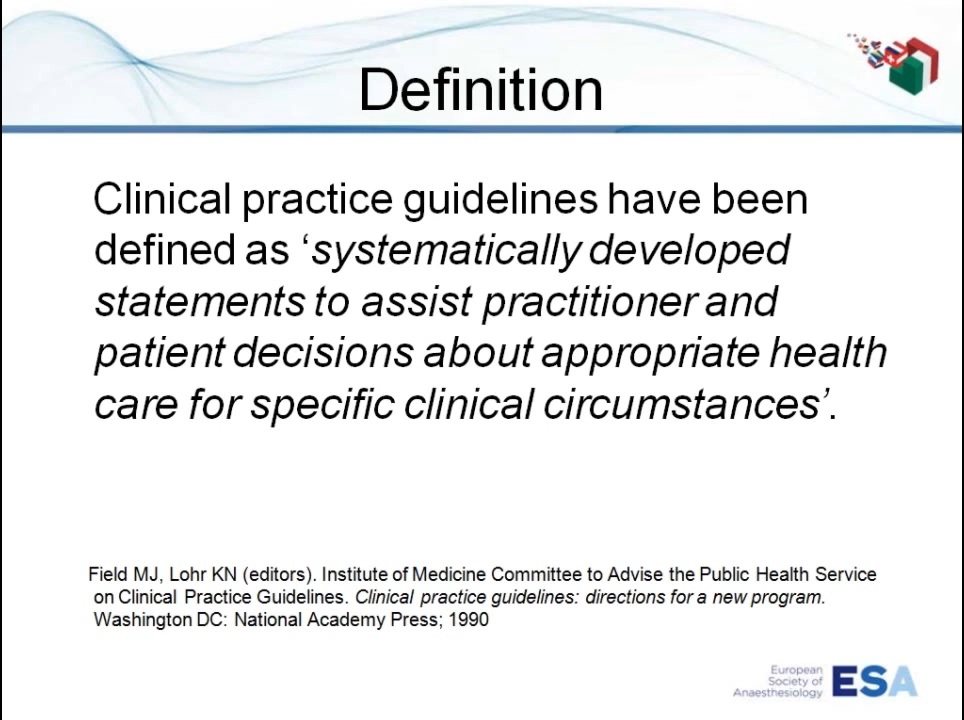 Definition
Clinical practice guidelines have been
defined as ‘systematically developed
statements to assist practitioner and
patient decisions about appropriate health
care for specific clinical circumstances’.
Field MJ, Lohr KN (editors). Institute of Medicine Committee to Advise the Public Health Service
on Clinical Practice Guidelines. Clinical practice guidelines: directions for a new program.
Washington DC: National Academy Press; 1990
European
Society of
Anaesthesiology
ESA